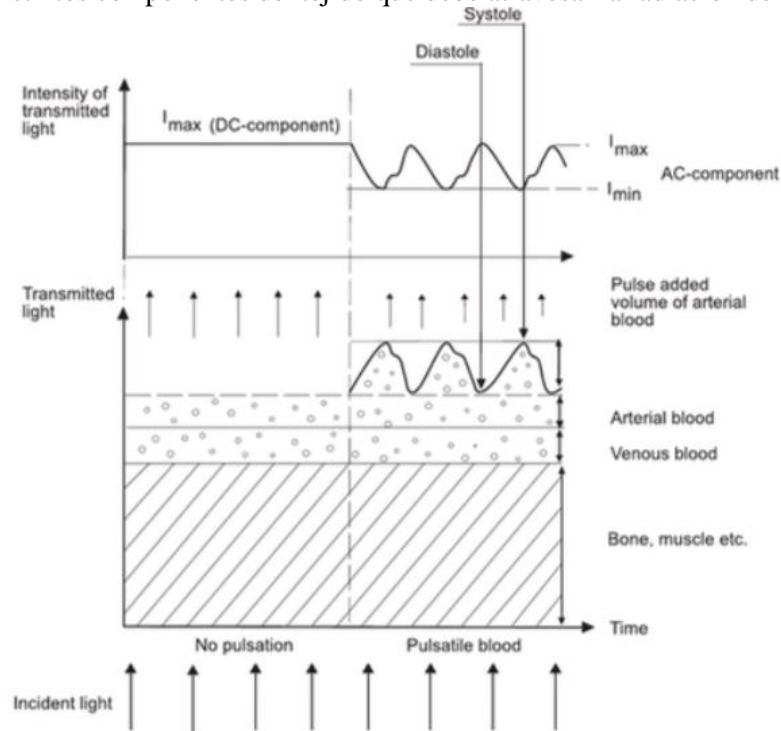 Systole
Diastole
Intensity of
transmitted
light
Imax (DC-component)
Imax
AC-component
Imin
Transmitted
light
Pulse added
volume of arterial
blood
Arterial blood
Venous blood
Bone, muscle etc.
Time
No pulsation
Pulsatile blood
Incident light